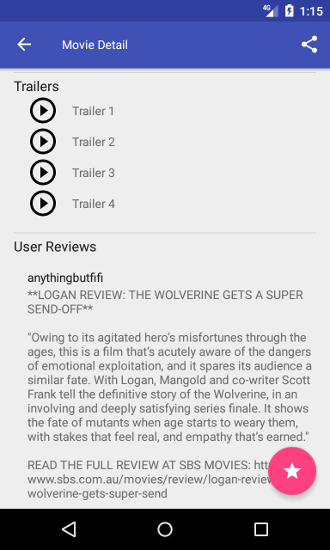 4G 1:15
Movie Detail
Trailers
Trailer 1
Trailer 2
Trailer 3
Trailer 4
User Reviews
anythingbutfifi
**LOGAN REVIEW: THE WOLVERINE GETS A SUPER
SEND-OFF**
"Owing to its agitated hero's misfortunes through the
ages, this is a film that's acutely aware of the dangers
of emotional exploitation, and it spares its audience a
similar fate. With Logan, Mangold and co-writer Scott
Frank tell the definitive story of the Wolverine, in an
involving and deeply satisfying series finale. It shows
the fate of mutants when age starts to weary them,
with stakes that feel real, and empathy that's earned."
READ THE FULL REVIEW AT SBS MOVIES:
www.sbs.com.au/movies/review/logan-review
wolverine-gets-super-send